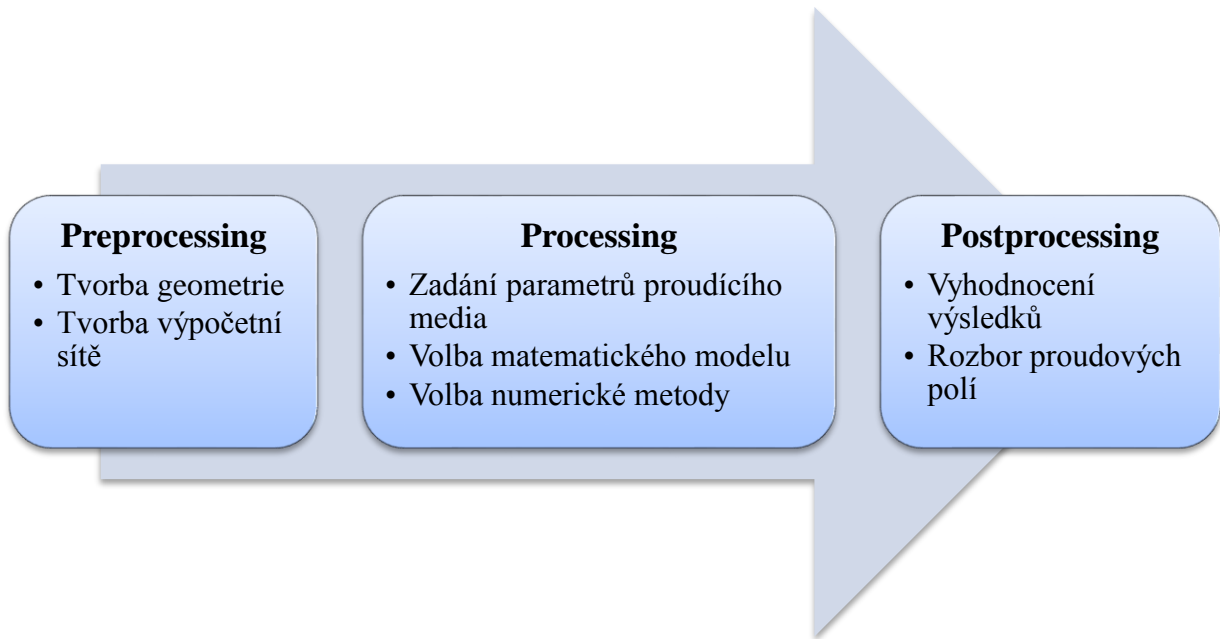 Preprocessing
• Tvorba geometrie
• Tvorba výpočetní
sítě
Processing
• Zadání parametrů proudícího
media
• Volba matematického modelu
• Volba numerické metody
Postprocessing
• Vyhodnocení
výsledků
• Rozbor proudových
polí